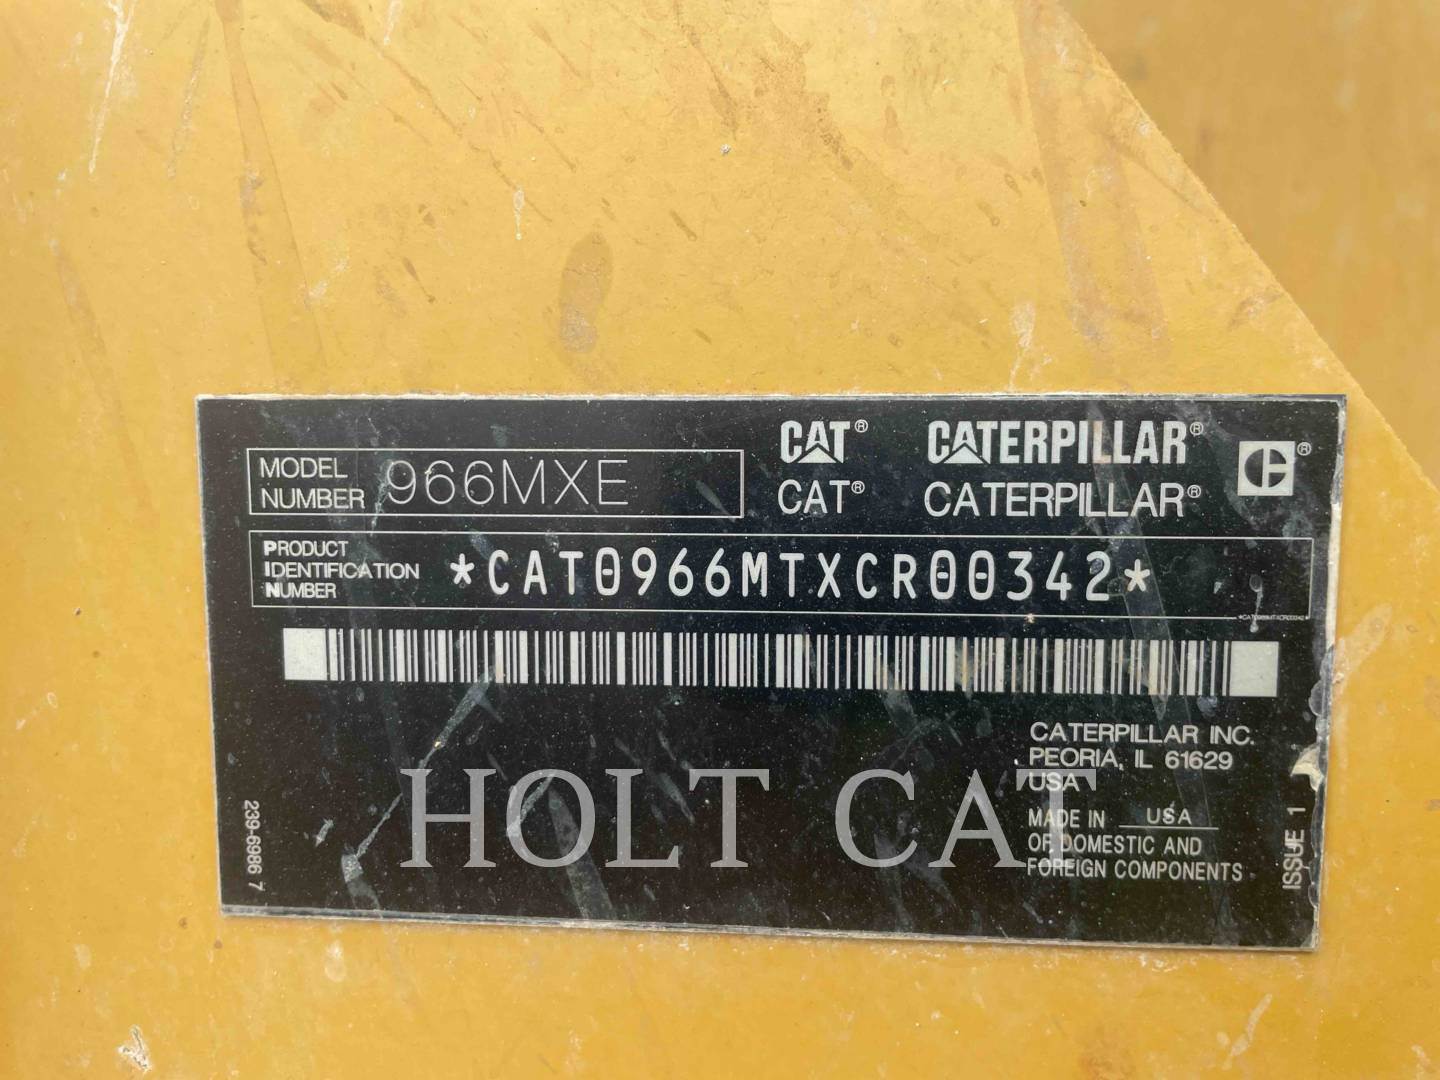 MODEL NUMBER 966MXE
CAT® CATERPILLAR®
CAT® CATERPILLAR®
C®
PRODUCT IDENTIFICATION NUMBER *CAT0966MTXCR00342*
*CAT0966MTXCR00342*
CATERPILLAR INC.
PEORIA, IL 61629
USA
MADE IN USA
OF DOMESTIC AND
FOREIGN COMPONENTS
239-6986 7
ISSUE 1
HOLT CAT